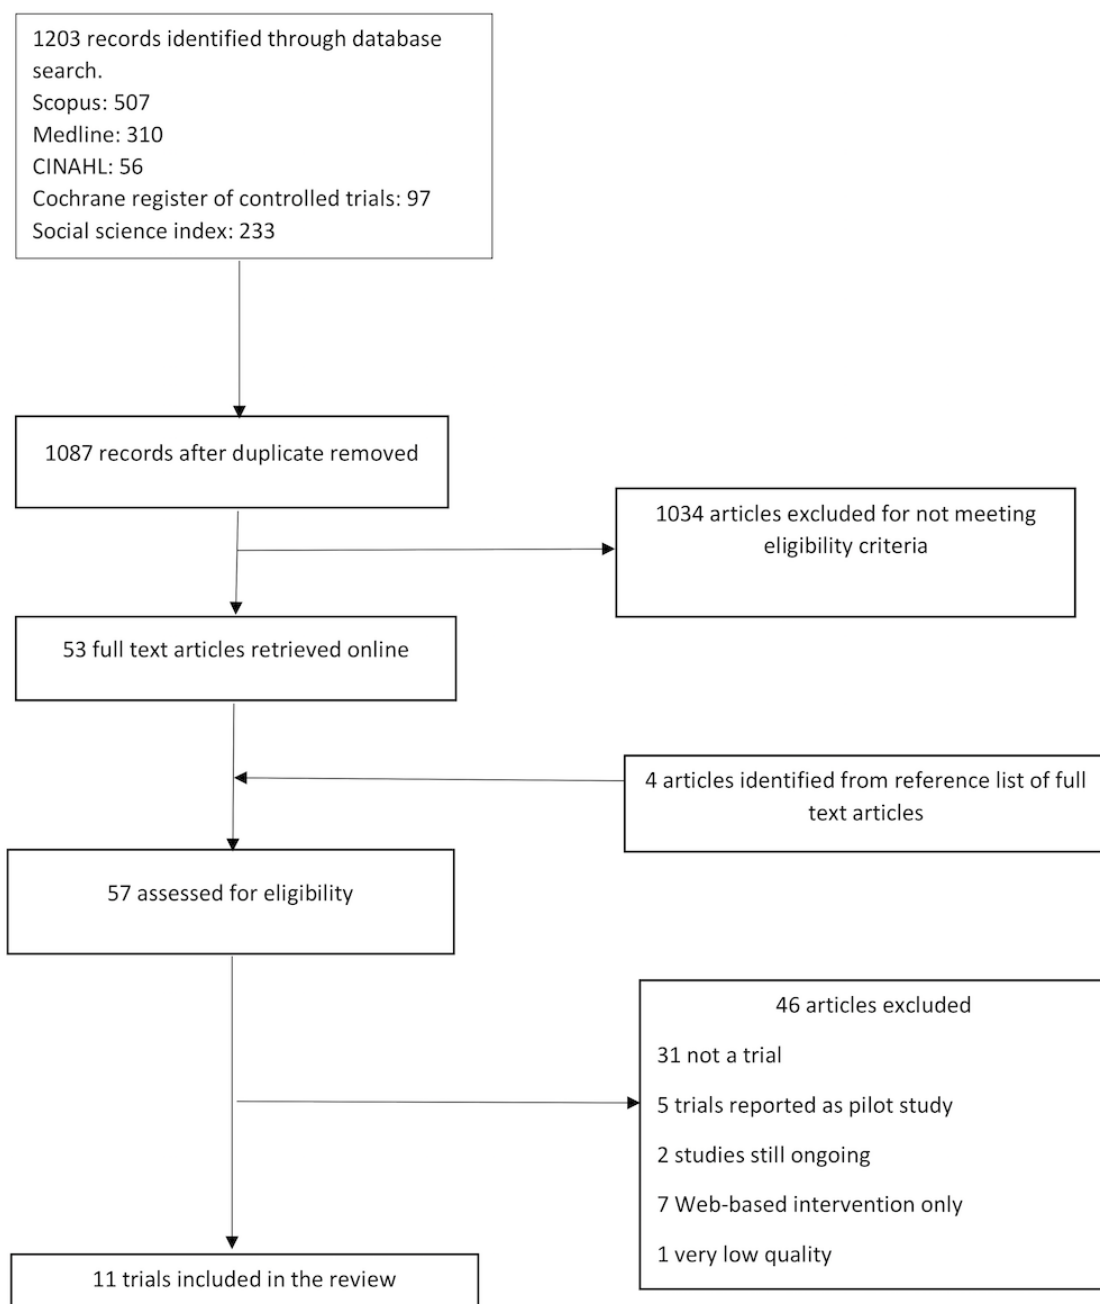 1203 records identified through database
search.
Scopus: 507
Medline: 310
CINAHL: 56
Cochrane register of controlled trials: 97
Social science index: 233
1087 records after duplicate removed
1034 articles excluded for not meeting
eligibility criteria
53 full text articles retrieved online
4 articles identified from reference list of full
text articles
57 assessed for eligibility
46 articles excluded
31 not a trial
5 trials reported as pilot study
2 studies still ongoing
7 Web-based intervention only
1 very low quality
11 trials included in the review